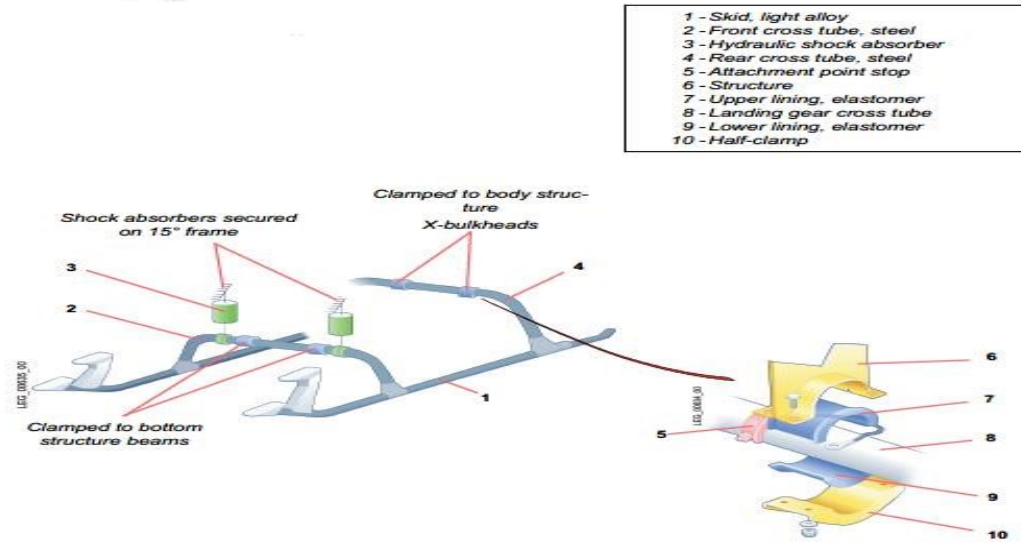 1 - Skid, light alloy
2 - Front cross tube, steel
3 - Hydraulic shock absorber
4 - Rear cross tube, steel
5 - Attachment point stop
6 - Structure
7 - Upper lining, elastomer
8 - Landing gear cross tube
9 - Lower lining, elastomer
10 - Half-clamp
Clamped to body struc-
ture
X-bulkheads
Shock absorbers secured
on 15° frame
3
4
2
1
Clamped to bottom
structure beams
6
7
5
8
9
10